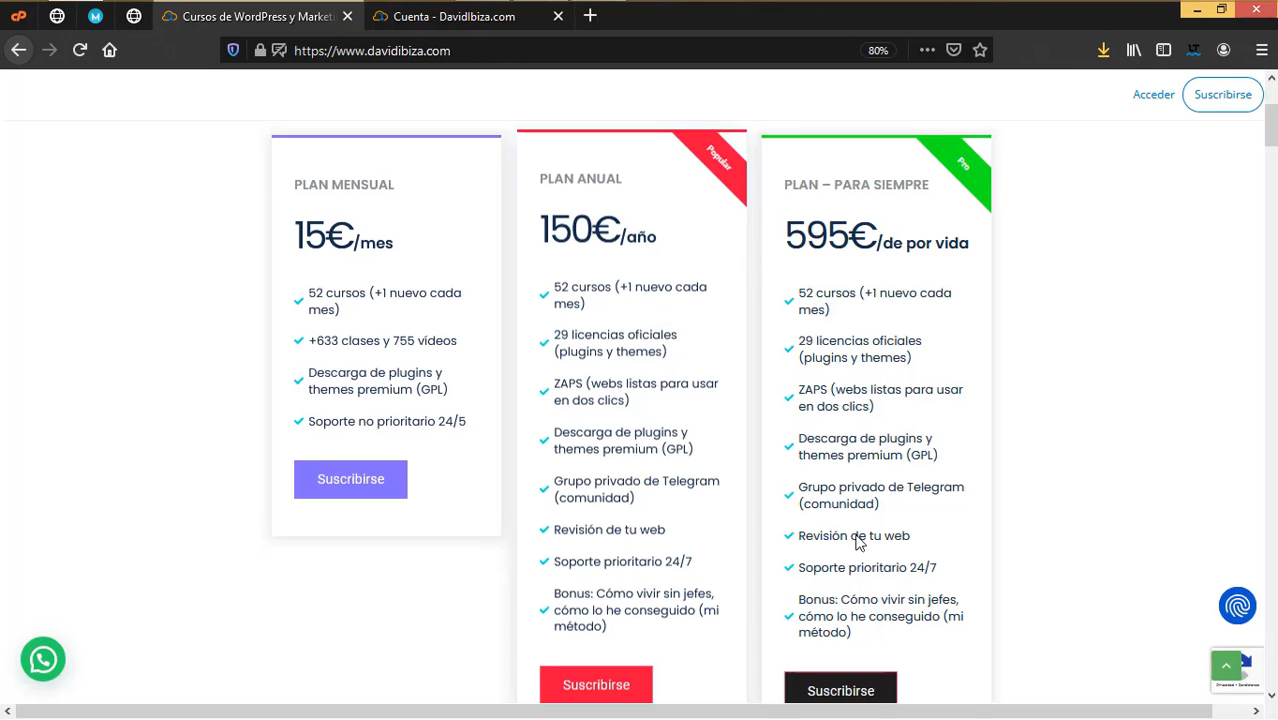 Cursos de WordPress y Market
Cuenta - DavidIbiza.com
https://www.davidibiza.com
80%
Acceder
Suscribirse
PLAN MENSUAL
15€/mes
52 cursos (+1 nuevo cada
mes)
+633 clases y 755 vídeos
Descarga de plugins y
themes premium (GPL)
Soporte no prioritario 24/5
Suscribirse
Popular
PLAN ANUAL
150€/año
52 cursos (+1 nuevo cada
mes)
29 licencias oficiales
(plugins y themes)
ZAPS (webs listas para usar
en dos clics)
Descarga de plugins y
themes premium (GPL)
Grupo privado de Telegram
(comunidad)
Revisión de tu web
Soporte prioritario 24/7
Bonus: Cómo vivir sin jefes,
cómo lo he conseguido (mi
método)
Suscribirse
Pro
PLAN – PARA SIEMPRE
595€/de por vida
52 cursos (+1 nuevo cada
mes)
29 licencias oficiales
(plugins y themes)
ZAPS (webs listas para usar
en dos clics)
Descarga de plugins y
themes premium (GPL)
Grupo privado de Telegram
(comunidad)
Revisión de tu web
Soporte prioritario 24/7
Bonus: Cómo vivir sin jefes,
cómo lo he conseguido (mi
método)
Suscribirse